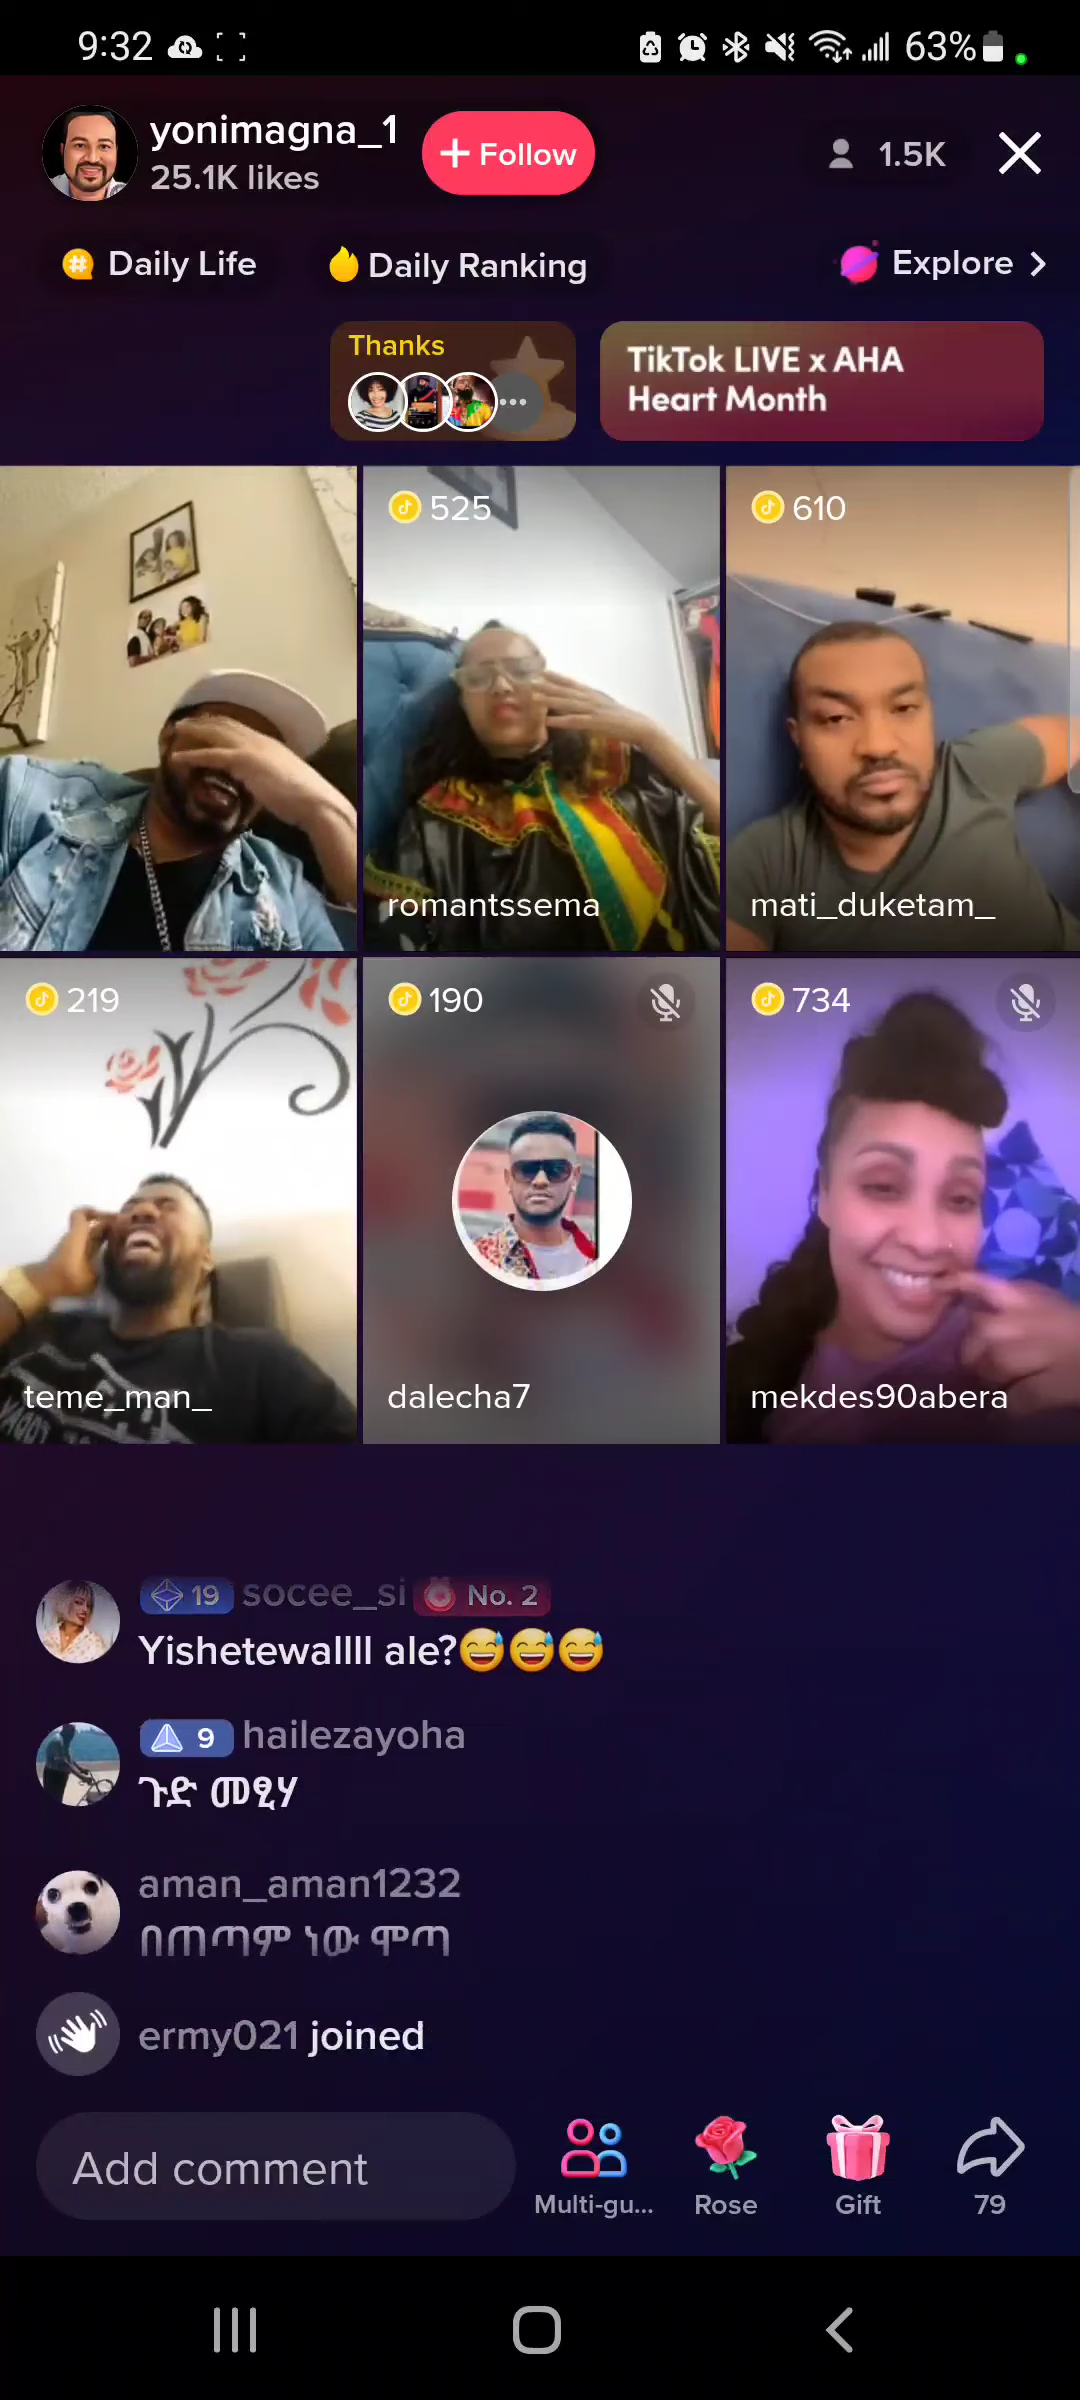 9:32
63%
yonimagna_1
25.1K likes
+ Follow
1.5K
Daily Life
Daily Ranking
Explore
Thanks
TikTok LIVE x AHA
Heart Month
525
610
romantssema
mati_duketam_
219
190
734
teme_man_
dalecha7
mekdes90abera
19 socee_si No. 2
Yishetewallll ale?😅😅😅
9 hailezayoha
ጉድ መፂሃ
aman_aman1232
በጠጣም ነው ሞጣ
ermy021 joined
Add comment
Multi-gu...
Rose
Gift
79